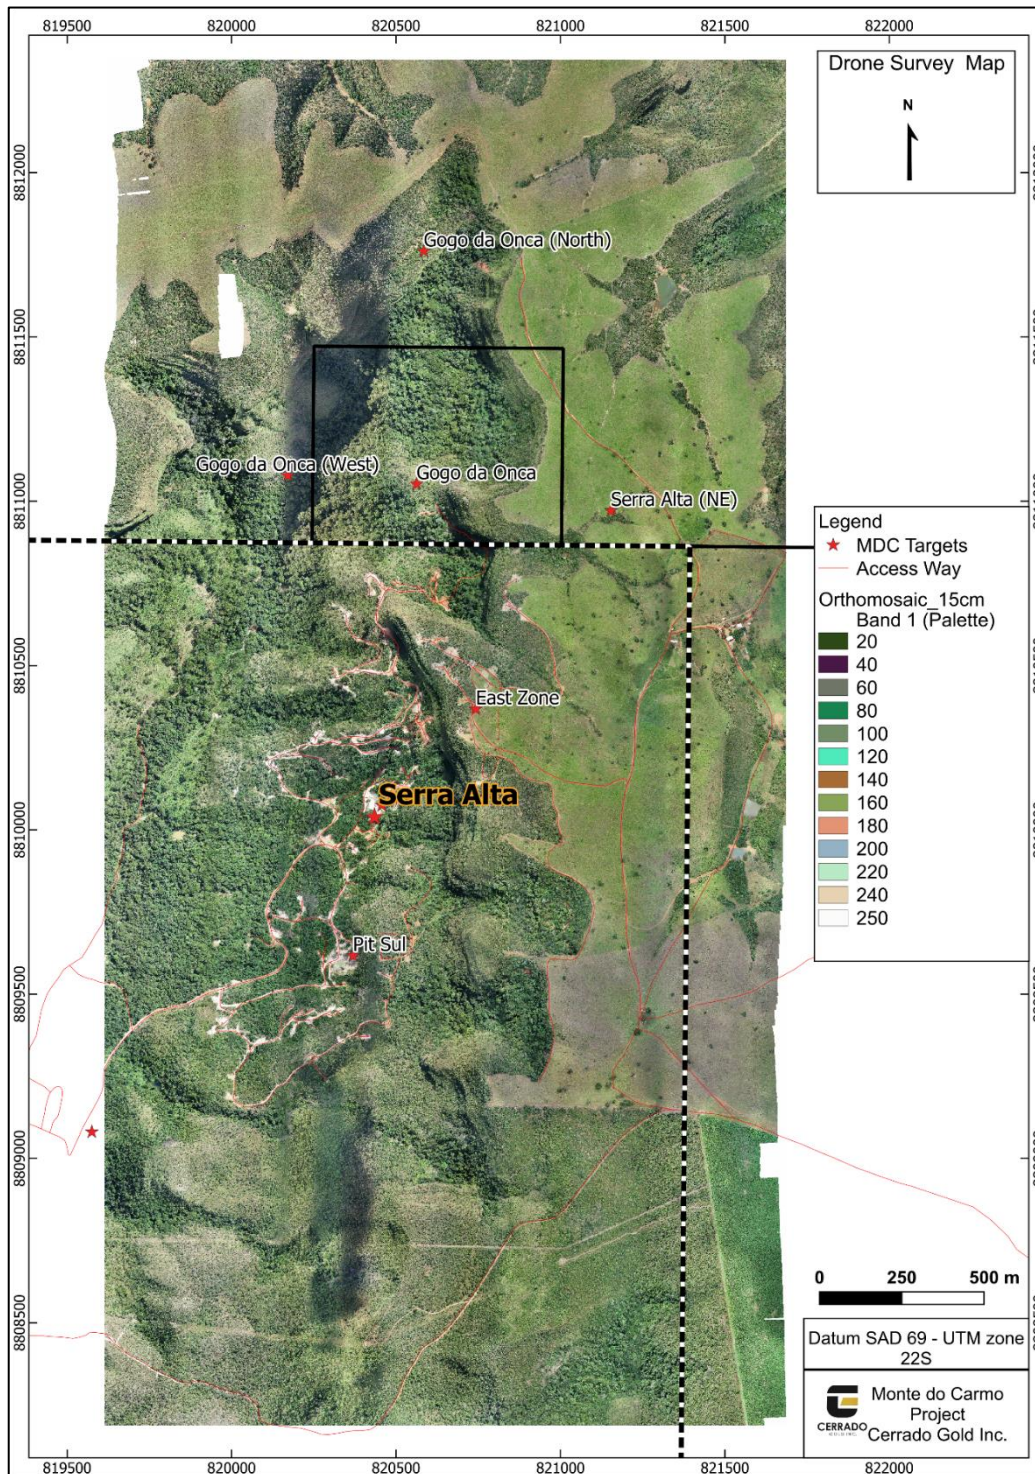 819500 820000 820500 821000 821500 822000
Drone Survey Map
N
8812000
Gogo da Onca (North)
8811500
Gogo da Onca (West)
Gogo da Onca
8811000
Serra Alta (NE)
Legend
MDC Targets
Access Way
Orthomosaic_15cm
Band 1 (Palette)
20
40
60
80
100
120
140
160
180
200
220
240
250
8810500
East Zone
Serra Alta
8810000
Pit Sul
8809500
8809000
0 250 500 m
8808500
Datum SAD 69 - UTM zone
22S
CERRADO
GOLD INC.
Monte do Carmo
Project
Cerrado Gold Inc.
819500 820000 820500 821000 821500 822000